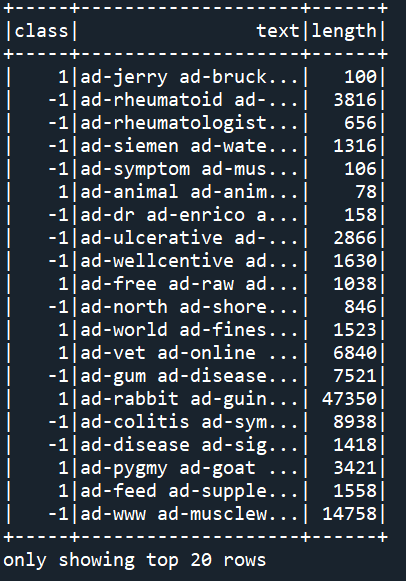 +-----+--------------------+------+
|class|                text|length|
+-----+--------------------+------+
|    1|ad-jerry ad-bruck...|   100|
|   -1|ad-rheumatoid ad-...|  3816|
|   -1|ad-rheumatologist...|   656|
|   -1|ad-siemen ad-wate...|  1316|
|   -1|ad-symptom ad-mus...|   106|
|    1|ad-animal ad-anim...|    78|
|   -1|ad-dr ad-enrico a...|   158|
|   -1|ad-ulcerative ad-...|  2866|
|   -1|ad-wellcentive ad...|  1630|
|    1|ad-free ad-raw ad...|  1038|
|   -1|ad-north ad-shore...|   846|
|    1|ad-world ad-fines...|  1523|
|    1|ad-vet ad-online ...|  6840|
|   -1|ad-gum ad-disease...|  7521|
|    1|ad-rabbit ad-guin...| 47350|
|   -1|ad-colitis ad-sym...|  8938|
|   -1|ad-disease ad-sig...|  1418|
|    1|ad-pygmy ad-goat ...|  3421|
|    1|ad-feed ad-supple...|  1558|
|   -1|ad-www ad-musclew...| 14758|
+-----+--------------------+------+
only showing top 20 rows